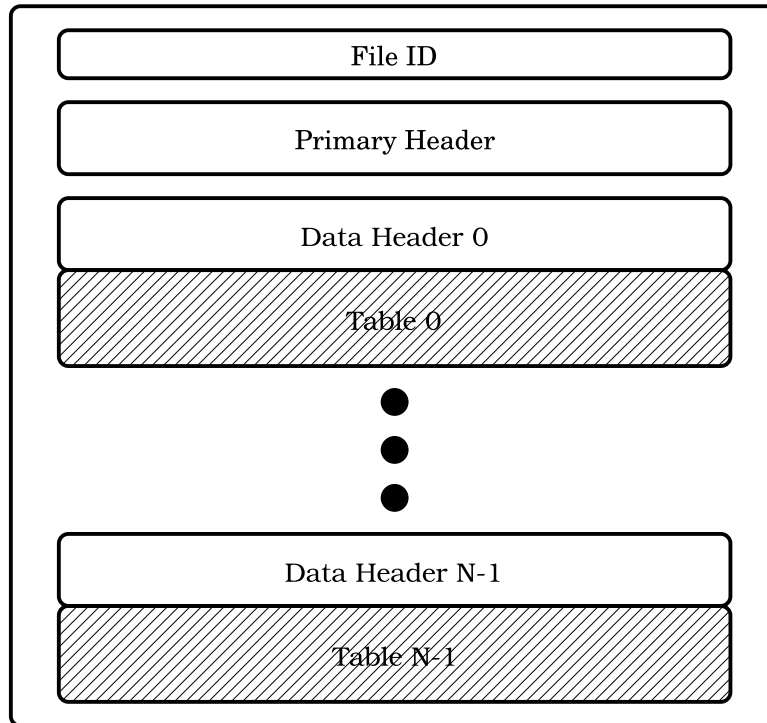 File ID
Primary Header
Data Header 0
Table 0
Data Header N-1
Table N-1